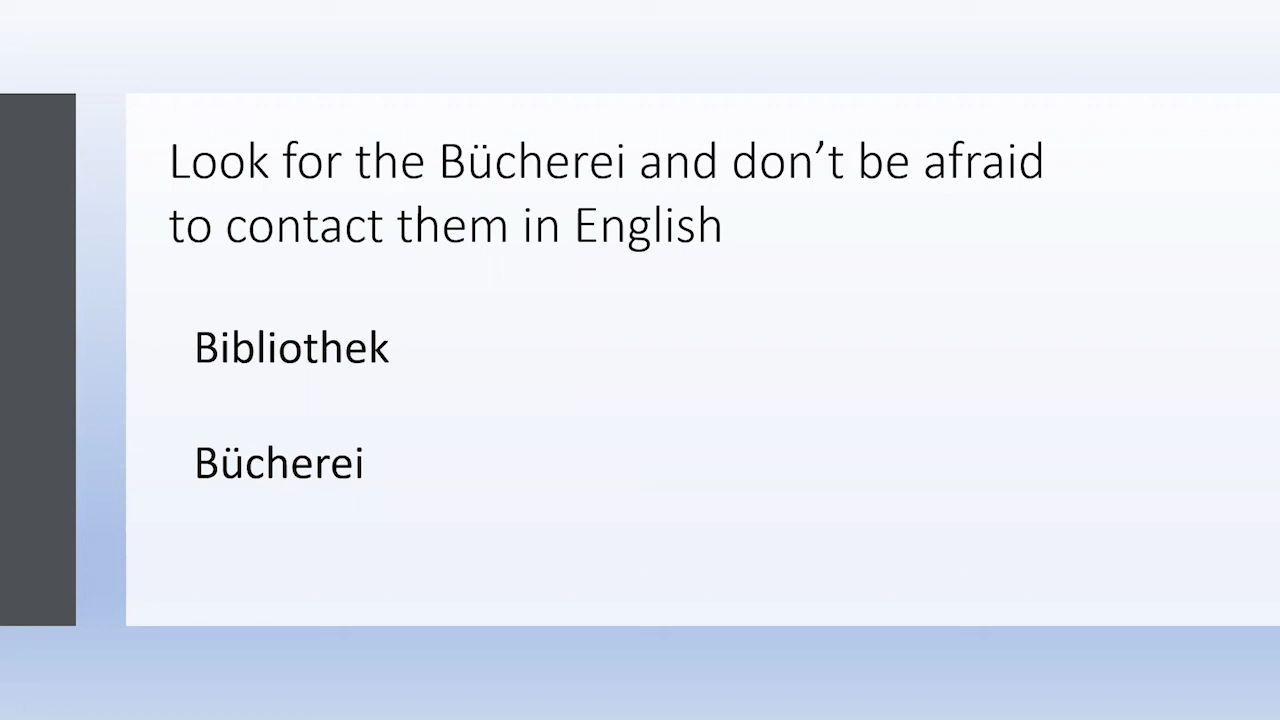 Look for the Bücherei and don’t be afraid
to contact them in English
Bibliothek
Bücherei